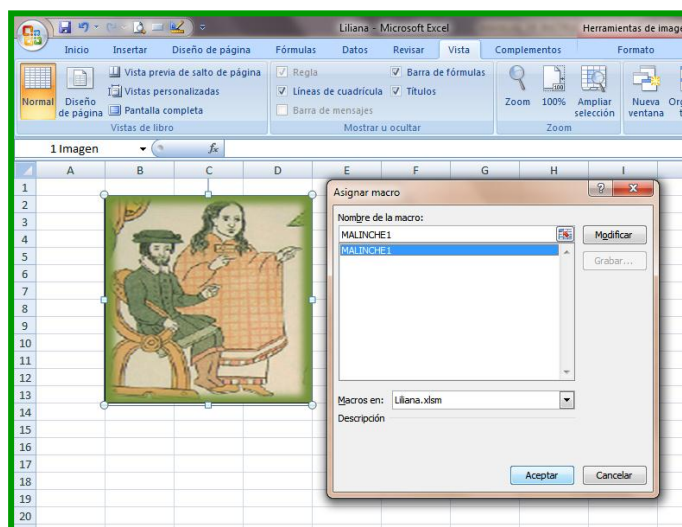 Liliana - Microsoft Excel
Herramientas de image
Inicio Insertar Diseño de página Fórmulas Datos Revisar Vista Complementos Formato
Normal
Diseño de página
Vista previa de salto de página
Vistas personalizadas
Pantalla completa
Vistas de libro
Regla
Líneas de cuadrícula
Barra de mensajes
Barra de fórmulas
Títulos
Mostrar u ocultar
Zoom
100%
Ampliar selección
Zoom
Nueva ventana
1 Imagen
fx
A B C D E F G H I
1
2
3
4
5
6
7
8
9
10
11
12
13
14
15
16
17
18
19
20
Asignar macro
Nombre de la macro:
MALINCHE1
MALINCHE1
Modificar
Grabar...
Macros en: Liliana.xlsm
Descripción
Aceptar Cancelar